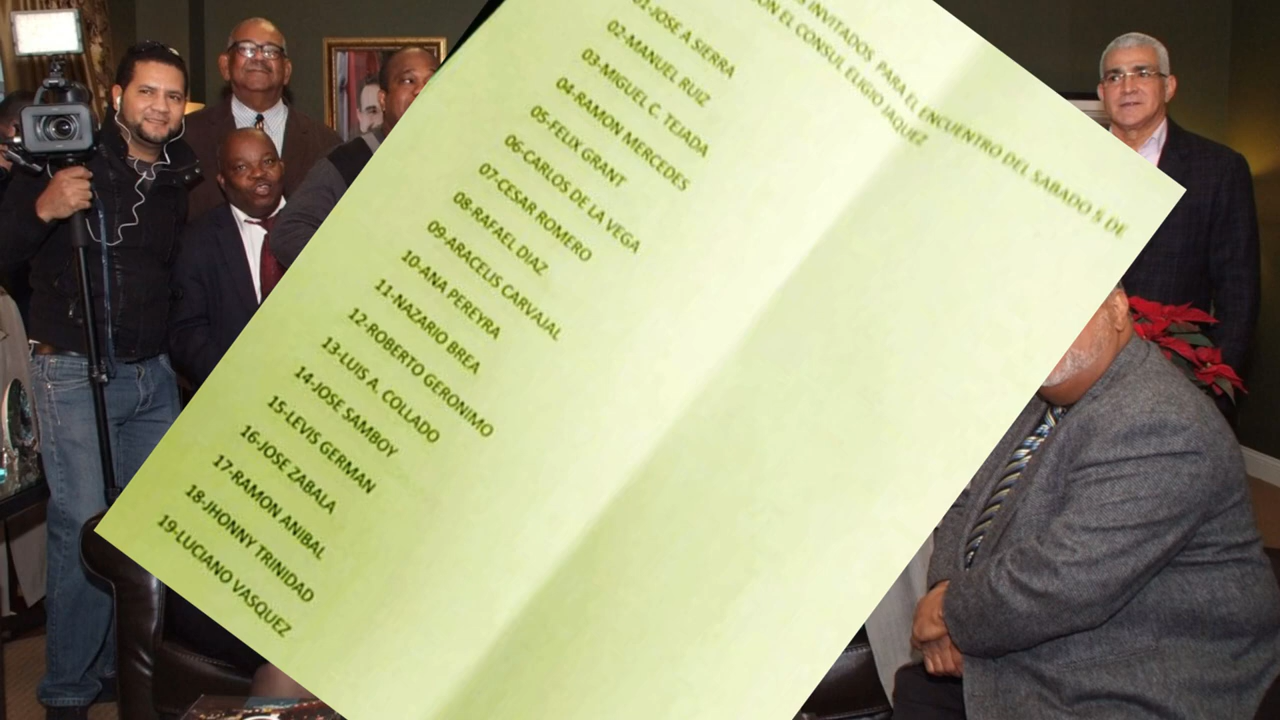 INVITADOS PARA EL ENCUENTRO DEL SABADO 5 DE
CON EL CONSUL ELIGIO JAQUEZ
01-JOSE A SIERRA
02-MANUEL RUIZ
03-MIGUEL C. TEJADA
04-RAMON MERCEDES
05-FELIX GRANT
06-CARLOS DE LA VEGA
07-CESAR ROMERO
08-RAFAEL DIAZ
09-ARACELIS CARVAJAL
10-ANA PEREYRA
11-NAZARIO BREA
12-ROBERTO GERONIMO
13-LUIS A. COLLADO
14-JOSE SAMBOY
15-LEVIS GERMAN
16-JOSE ZABALA
17-RAMON ANIBAL
18-JHONNY TRINIDAD
19-LUCIANO VASQUEZ